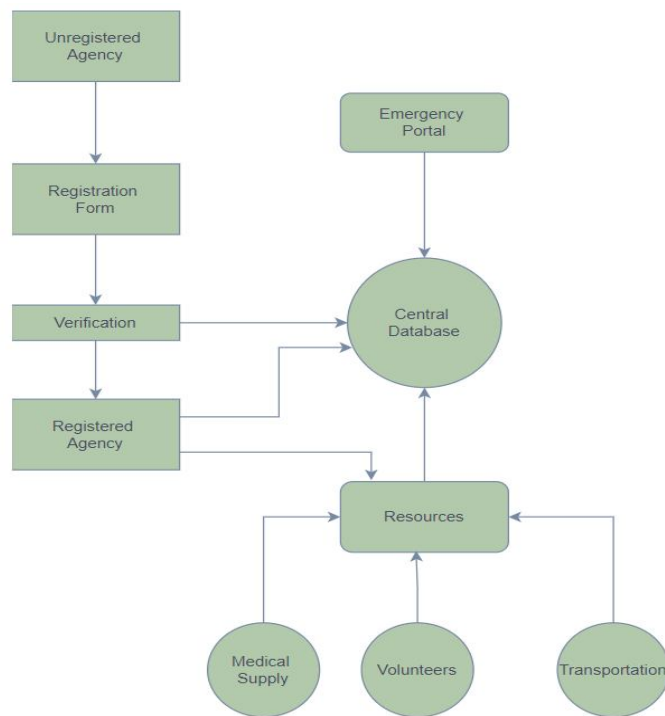 Unregistered
Agency
Emergency
Portal
Registration
Form
Verification
Central
Database
Registered
Agency
Resources
Medical
Supply
Volunteers
Transportation